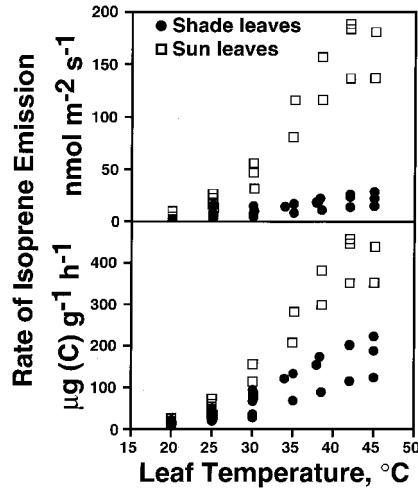 Rate of Isoprene Emission
nmol m-2 s-1
µg (C) g-1 h-1
200
150
100
50
0
Shade leaves
Sun leaves
400
300
200
100
0
15 20 25 30 35 40 45 50
Leaf Temperature, °C